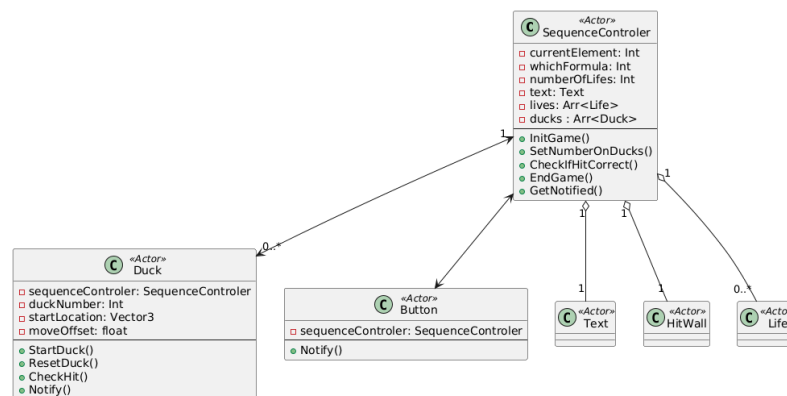 C
«Actor»
SequenceControler
currentElement: Int
whichFormula: Int
numberOfLifes: Int
text: Text
lives: Arr<Life>
ducks : Arr<Duck>
InitGame()
SetNumberOnDucks()
CheckIfHitCorrect()
EndGame()
GetNotified()
1
1
1
1
0..*
1
1
0..*
C
«Actor»
Duck
sequenceControler: SequenceControler
duckNumber: Int
startLocation: Vector3
moveOffset: float
StartDuck()
ResetDuck()
CheckHit()
Notify()
C
«Actor»
Button
sequenceControler: SequenceControler
Notify()
C
«Actor»
Text
C
«Actor»
HitWall
C
«Actor»
Life